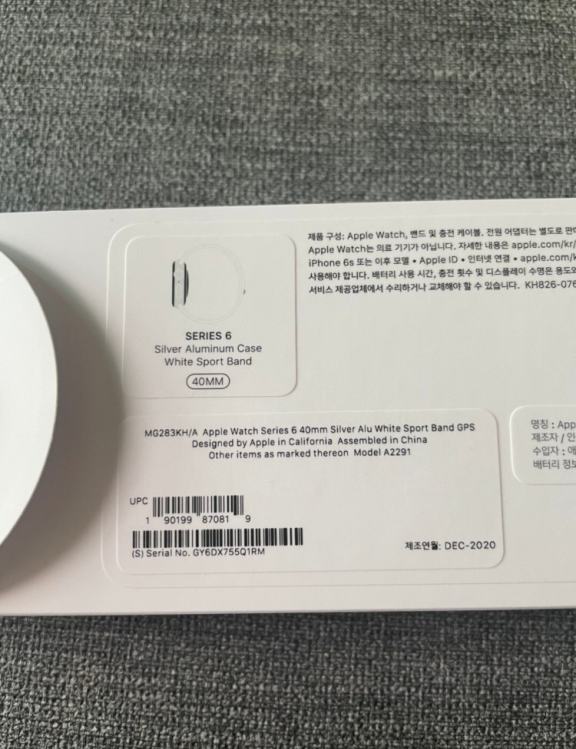 SERIES 6
Silver Aluminum Case
White Sport Band
40MM
제품 구성: Apple Watch, 밴드 및 충전 케이블. 전원 어댑터는 별도로 판매
Apple Watch는 의료 기기가 아닙니다. 자세한 내용은 apple.com/kr/
iPhone 6s 또는 이후 모델 • Apple ID • 인터넷 연결 • apple.com/k
사용해야 합니다. 배터리 사용 시간, 충전 횟수 및 디스플레이 수명은 용도와
서비스 제공업체에서 수리하거나 교체해야 할 수 있습니다. KH826-076
MG283KH/A Apple Watch Series 6 40mm Silver Alu White Sport Band GPS
Designed by Apple in California Assembled in China
Other items as marked thereon Model A2291
UPC
1 90199 87081 9
(S) Serial No. GY6DX755Q1RM
제조연월: DEC-2020
명칭 : App
제조자 / 인
수입자 : 애
배터리 정보